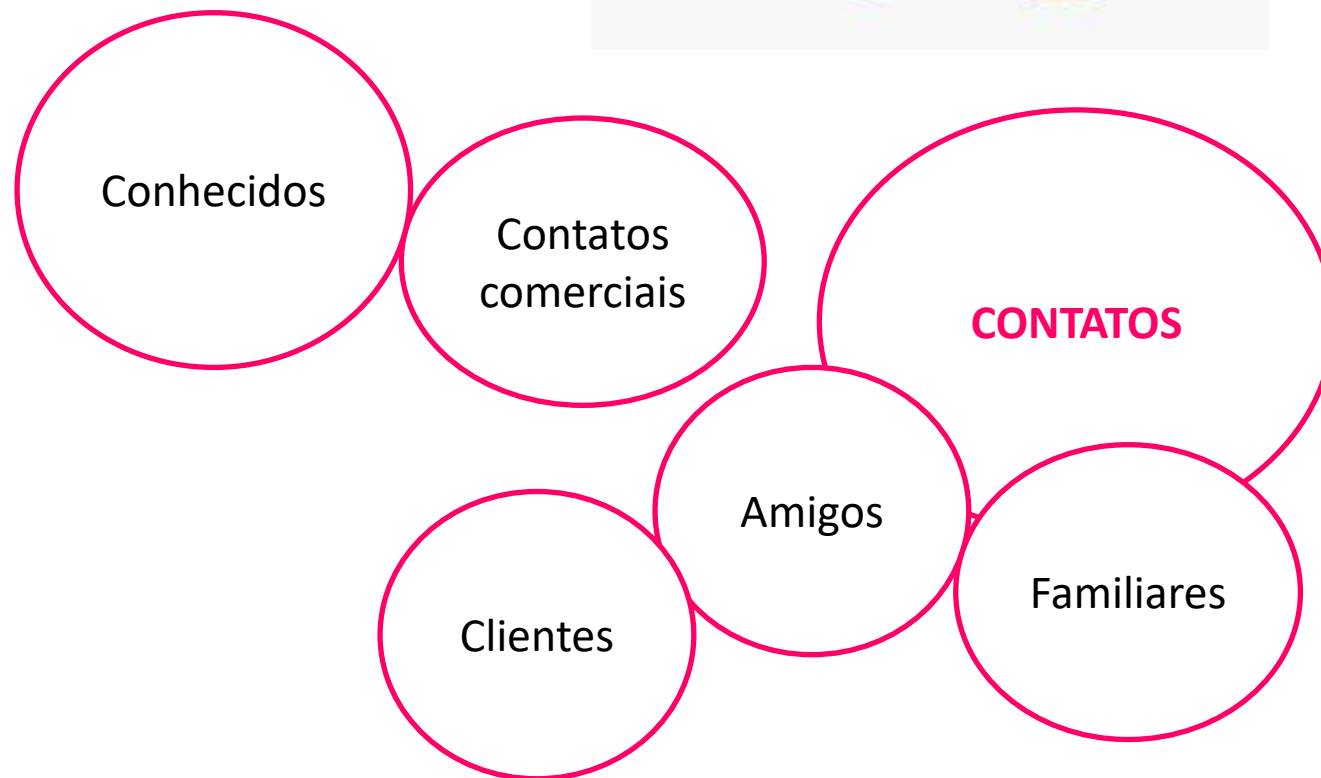 Conhecidos
Contatos
comerciais
CONTATOS
Amigos
Familiares
Clientes